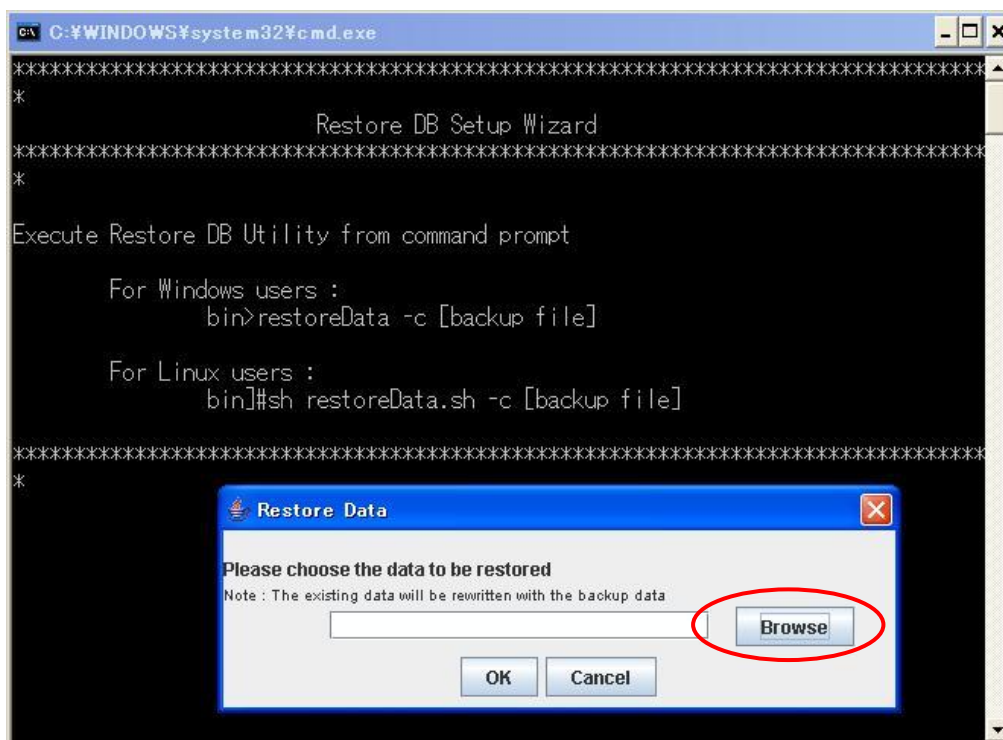 C:¥WINDOWS¥system32¥cmd.exe
********************************************************************************
*
Restore DB Setup Wizard
********************************************************************************
*
Execute Restore DB Utility from command prompt
For Windows users :
bin>restoreData -c [backup file]
For Linux users :
bin]#sh restoreData.sh -c [backup file]
********************************************************************************
*
Restore Data
Please choose the data to be restored
Note : The existing data will be rewritten with the backup data
Browse
OK Cancel